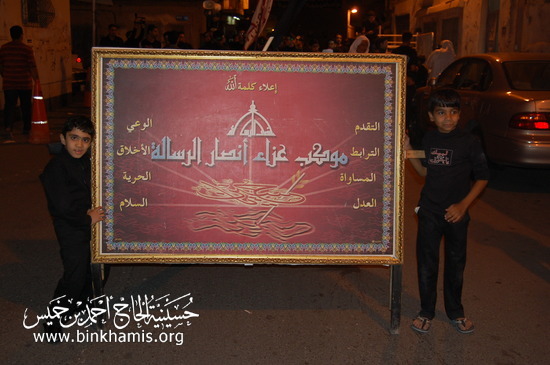 إعلاء كلمة الله
موكب عزاء أنصار الرسالة
التقدم
الترابط
المساواة
العدل
الوعي
الأخلاق
الحرية
السلام
حسينية الحاج أحمد بن خميس
www.binkhamis.org